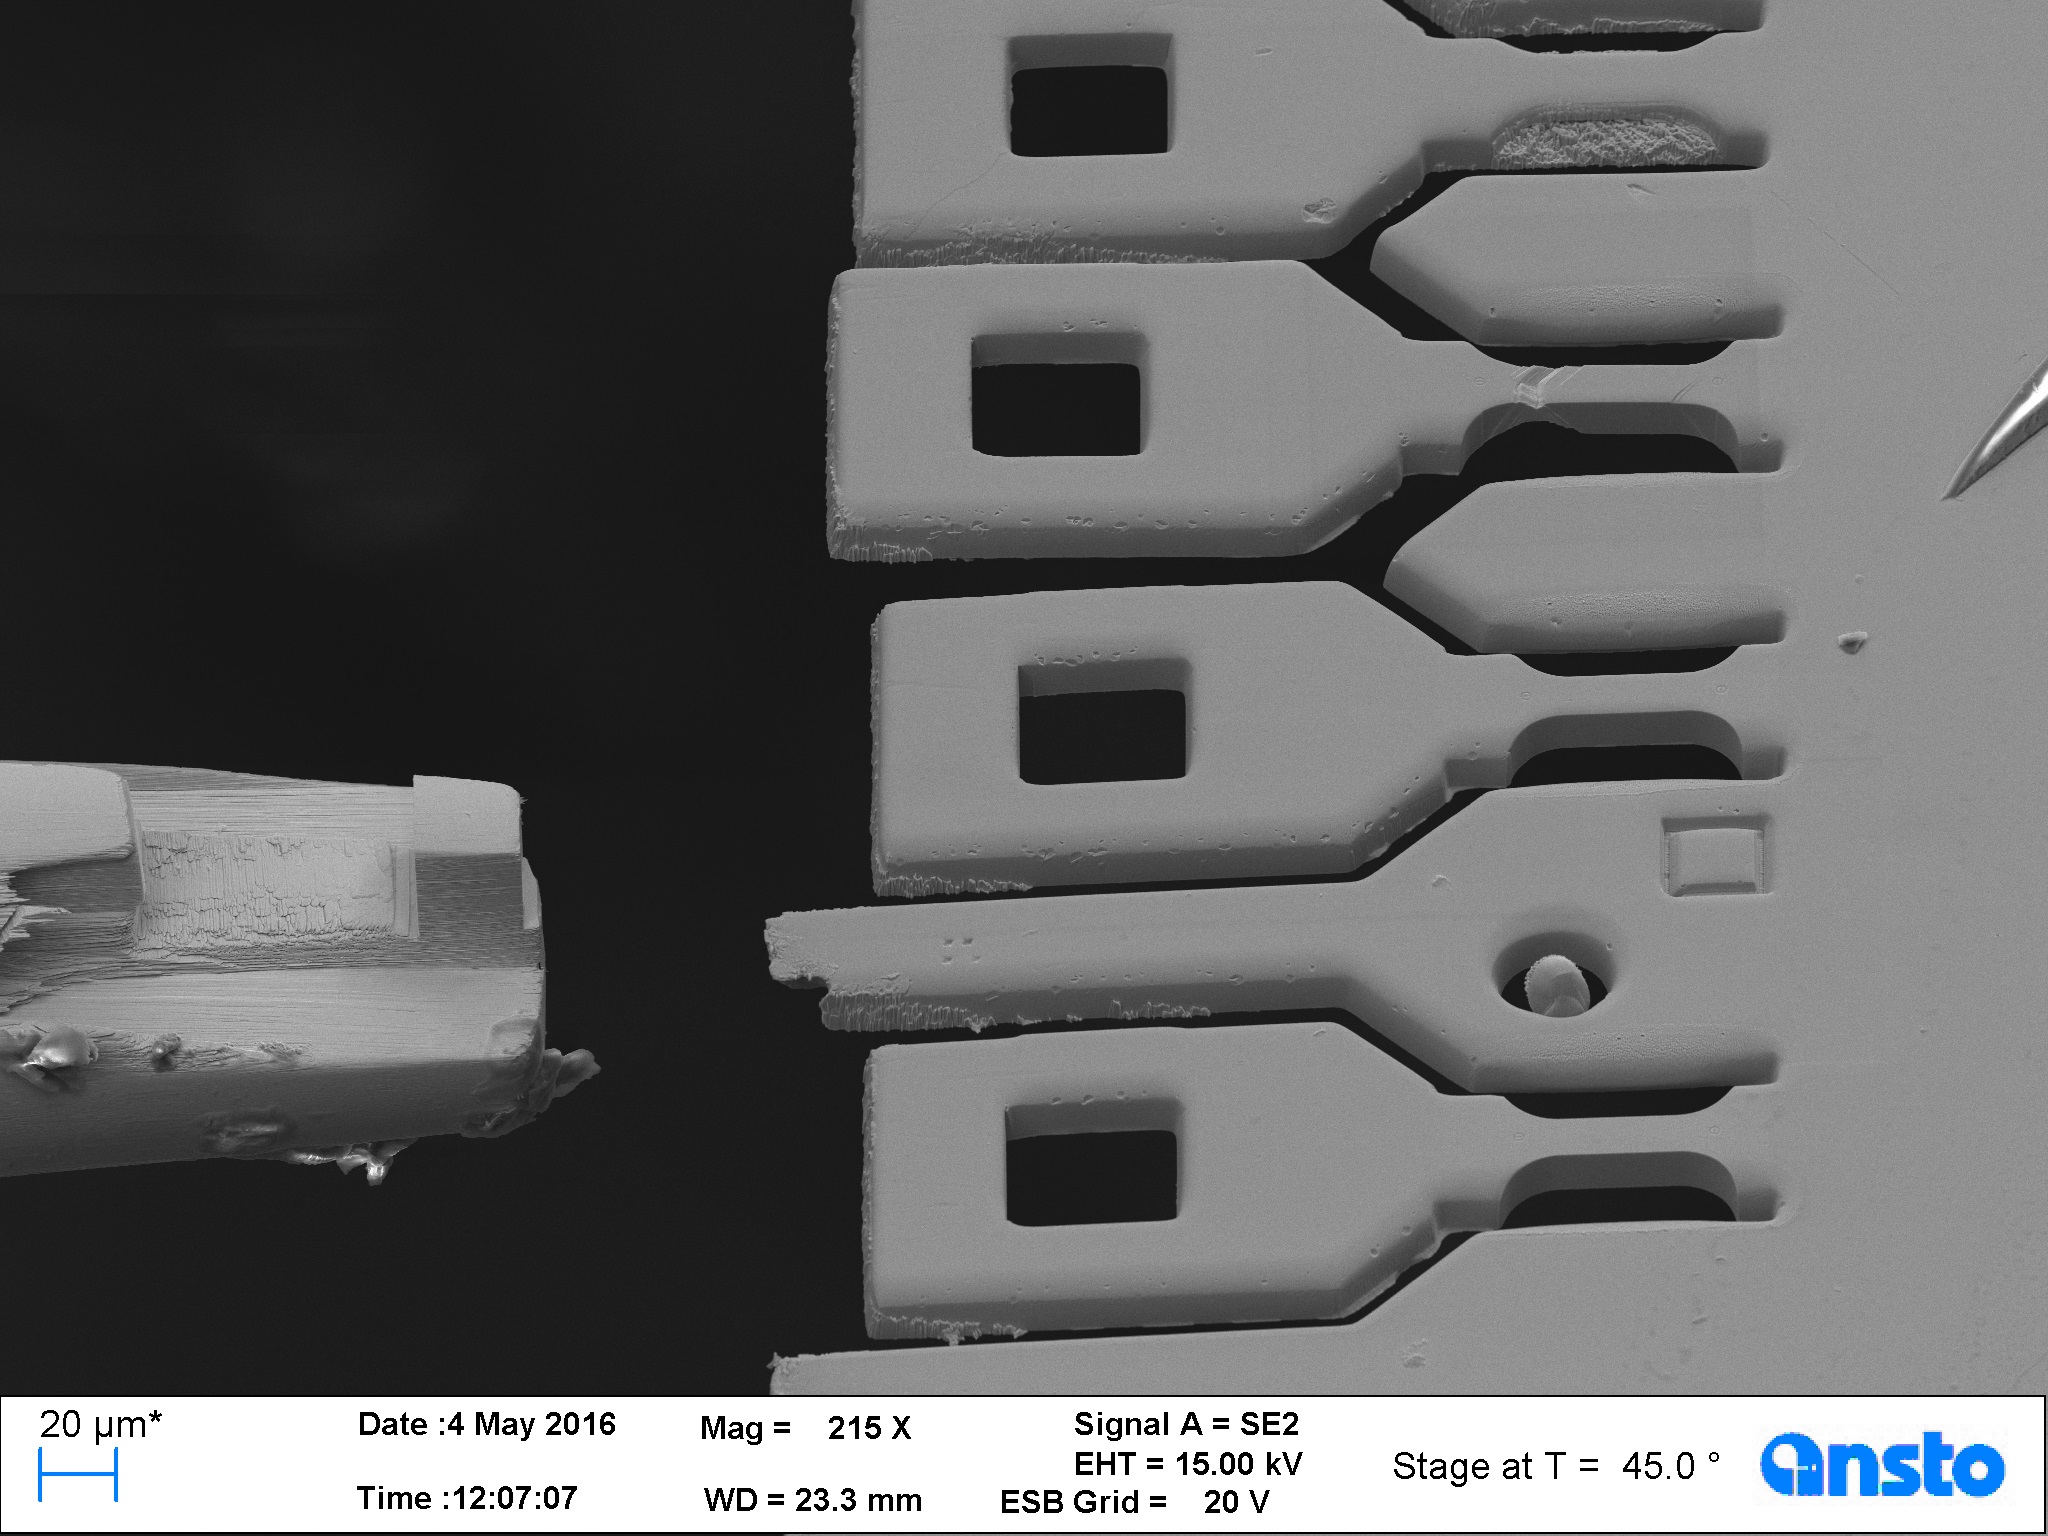 20 µm*
Date :4 May 2016
Time :12:07:07
Mag = 215 X
WD = 23.3 mm
Signal A = SE2
EHT = 15.00 kV
ESB Grid = 20 V
Stage at T = 45.0 °
ansto